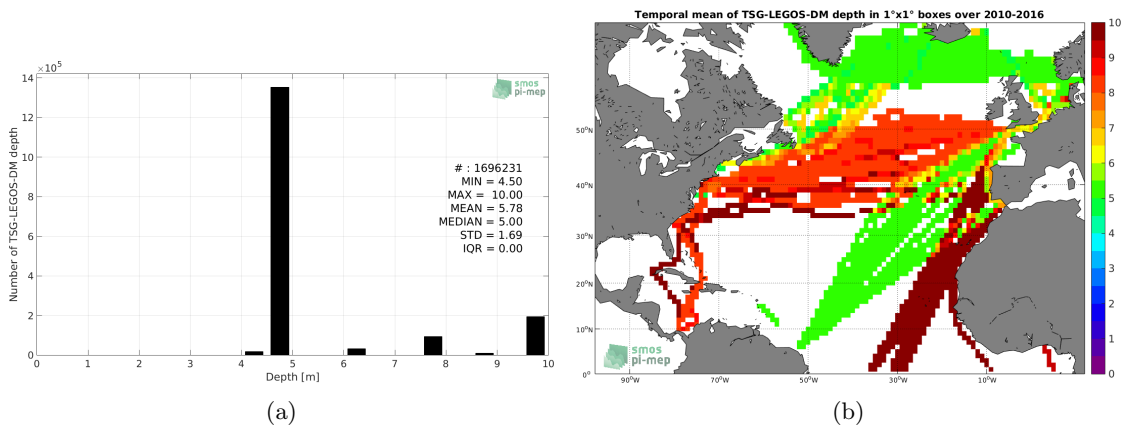 Temporal mean of TSG-LEGOS-DM depth in 1°x1° boxes over 2010-2016
×10⁵
14
12
10
8
6
4
2
0
Number of TSG-LEGOS-DM depth
smos
pi-mep
# : 1696231
MIN = 4.50
MAX = 10.00
MEAN = 5.78
MEDIAN = 5.00
STD = 1.69
IQR = 0.00
0 1 2 3 4 5 6 7 8 9 10
Depth [m]
(a)
50°N
40°N
30°N
20°N
10°N
0°
90°W 70°W 50°W 30°W 10°W
smos
pi-mep
10
9
8
7
6
5
4
3
2
1
0
(b)